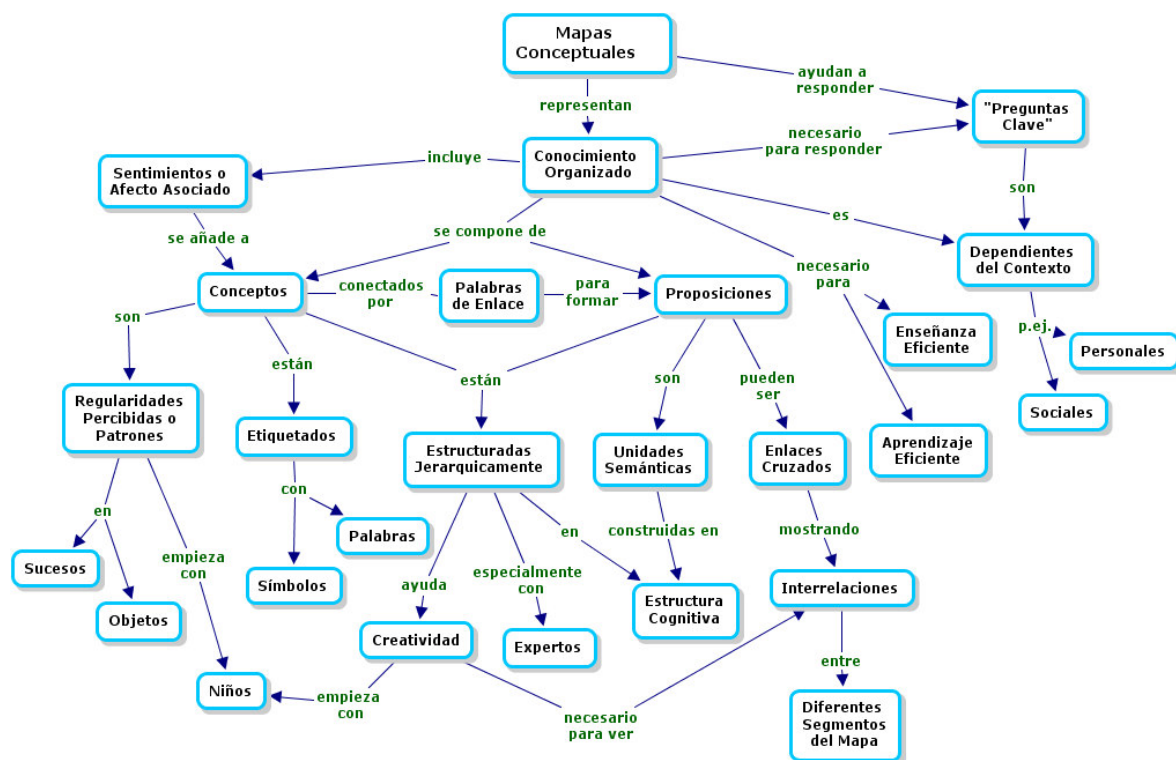 Mapas
Conceptuales
ayudan a
responder
representan
"Preguntas
Clave"
necesario
para responder
incluye
Conocimiento
Organizado
Sentimientos o
Afecto Asociado
son
es
se añade a
se compone de
Dependientes
del Contexto
necesario
para
Conceptos
conectados
por
Palabras
de Enlace
para
formar
Proposiciones
son
p.ej.
Enseñanza
Eficiente
Personales
están
están
son
pueden
ser
Regularidades
Percibidas o
Patrones
Sociales
Etiquetados
Estructuradas
Jerarquicamente
Unidades
Semánticas
Enlaces
Cruzados
Aprendizaje
Eficiente
con
en
Palabras
en
construidas en
mostrando
empieza
con
Sucesos
Símbolos
ayuda
especialmente
con
Interrelaciones
Objetos
Estructura
Cognitiva
Creatividad
Expertos
entre
Niños
empieza
con
necesario
para ver
Diferentes
Segmentos
del Mapa